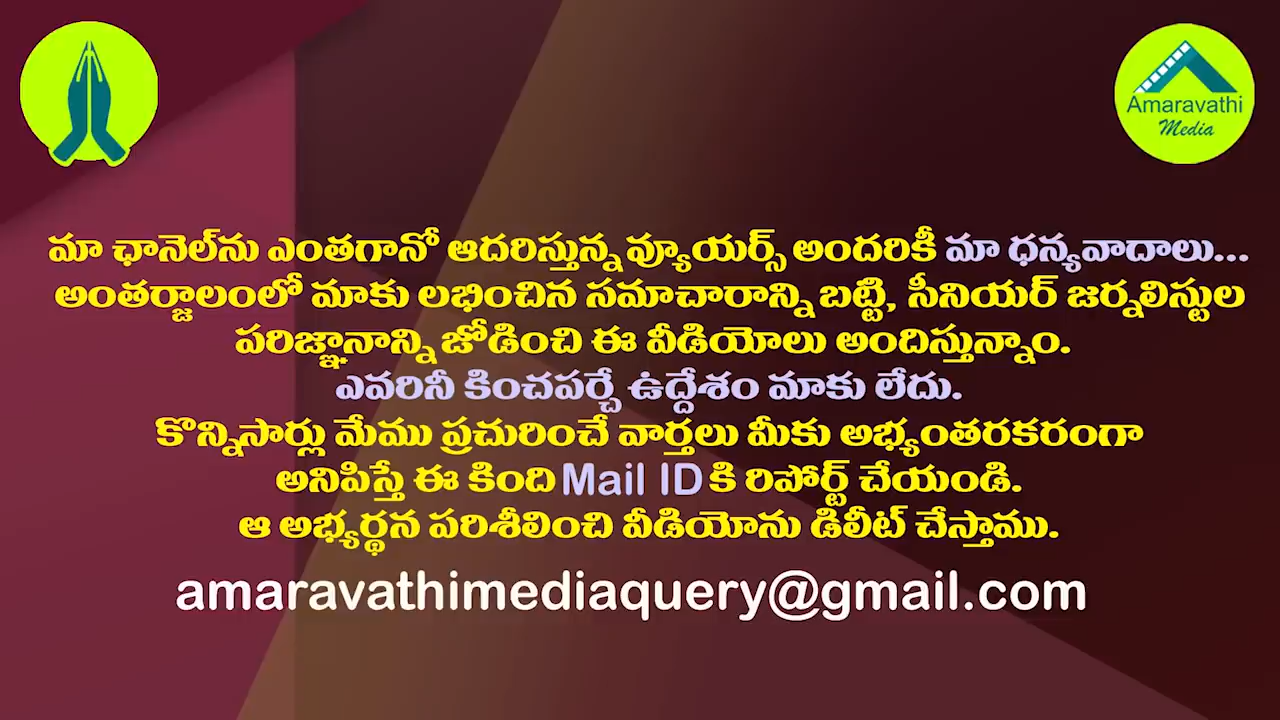 Amaravathi
Media
మా ఛానెల్‌ను ఎంతగానో ఆదరిస్తున్న వ్యూయర్స్ అందరికీ మా ధన్యవాదాలు...
అంతర్జాలంలో మాకు లభించిన సమాచారాన్ని బట్టి, సీనియర్ జర్నలిస్టుల
పరిజ్ఞానాన్ని జోడించి ఈ వీడియోలు అందిస్తున్నాం.
ఎవరినీ కించపర్చే ఉద్దేశం మాకు లేదు.
కొన్నిసార్లు మేము ప్రచురించే వార్తలు మీకు అభ్యంతరకరంగా
అనిపిస్తే ఈ కింది Mail ID కి రిపోర్ట్ చేయండి.
ఆ అభ్యర్థన పరిశీలించి వీడియోను డిలీట్ చేస్తాము.
amaravathimediaquery@gmail.com